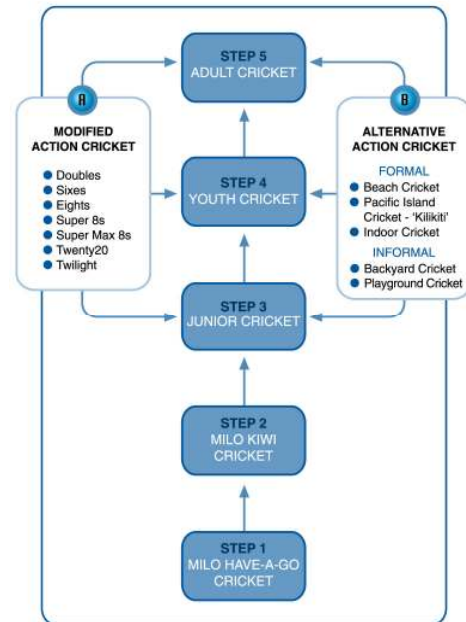 STEP 5
ADULT CRICKET
A
MODIFIED
ACTION CRICKET
Doubles
Sixes
Eights
Super 8s
Super Max 8s
Twenty20
Twilight
B
ALTERNATIVE
ACTION CRICKET
FORMAL
Beach Cricket
Pacific Island
Cricket - ‘Kilikiti’
Indoor Cricket
INFORMAL
Backyard Cricket
Playground Cricket
STEP 4
YOUTH CRICKET
STEP 3
JUNIOR CRICKET
STEP 2
MILO KIWI
CRICKET
STEP 1
MILO HAVE-A-GO
CRICKET